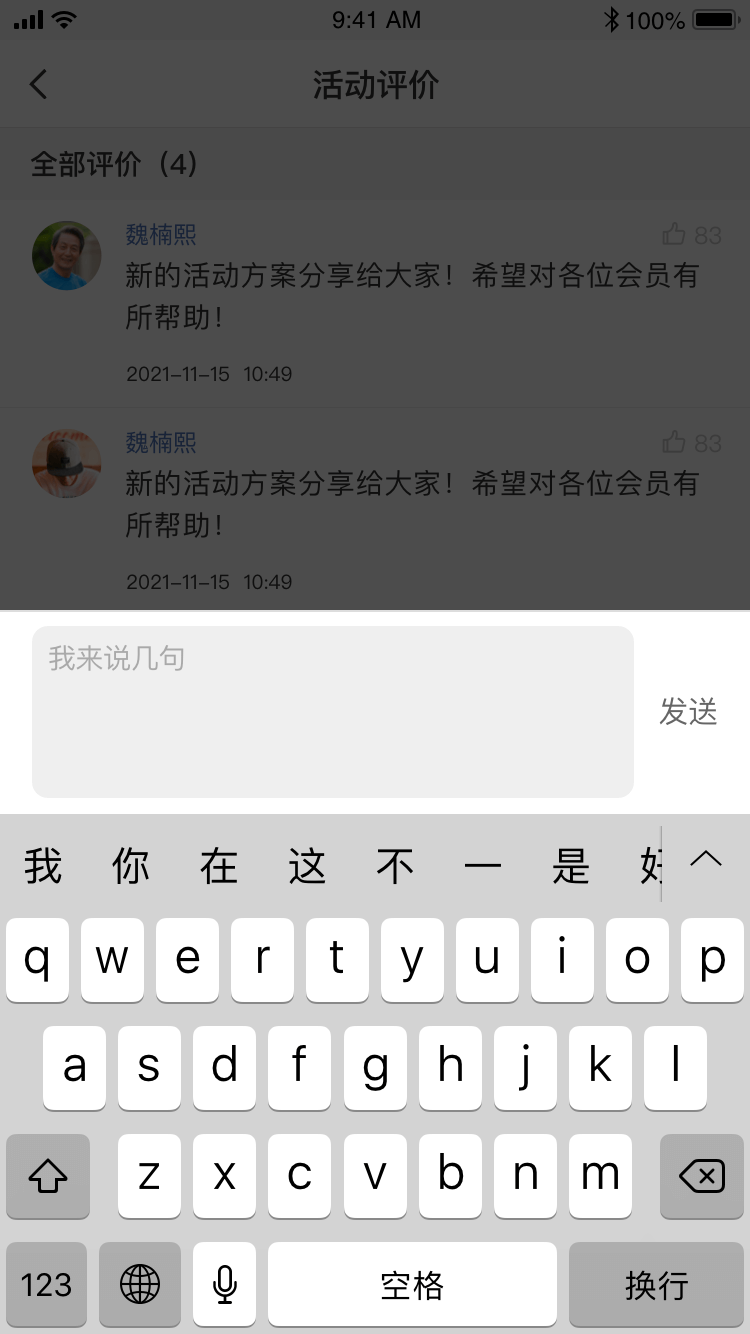 9:41 AM 100%
活动评价
全部评价（4）
魏楠熙 83
新的活动方案分享给大家！希望对各位会员有
所帮助！
2021-11-15 10:49
魏楠熙 83
新的活动方案分享给大家！希望对各位会员有
所帮助！
2021-11-15 10:49
我来说几句
发送
我 你 在 这 不 一 是 好
q w e r t y u i o p
a s d f g h j k l
z x c v b n m
123 空格 换行